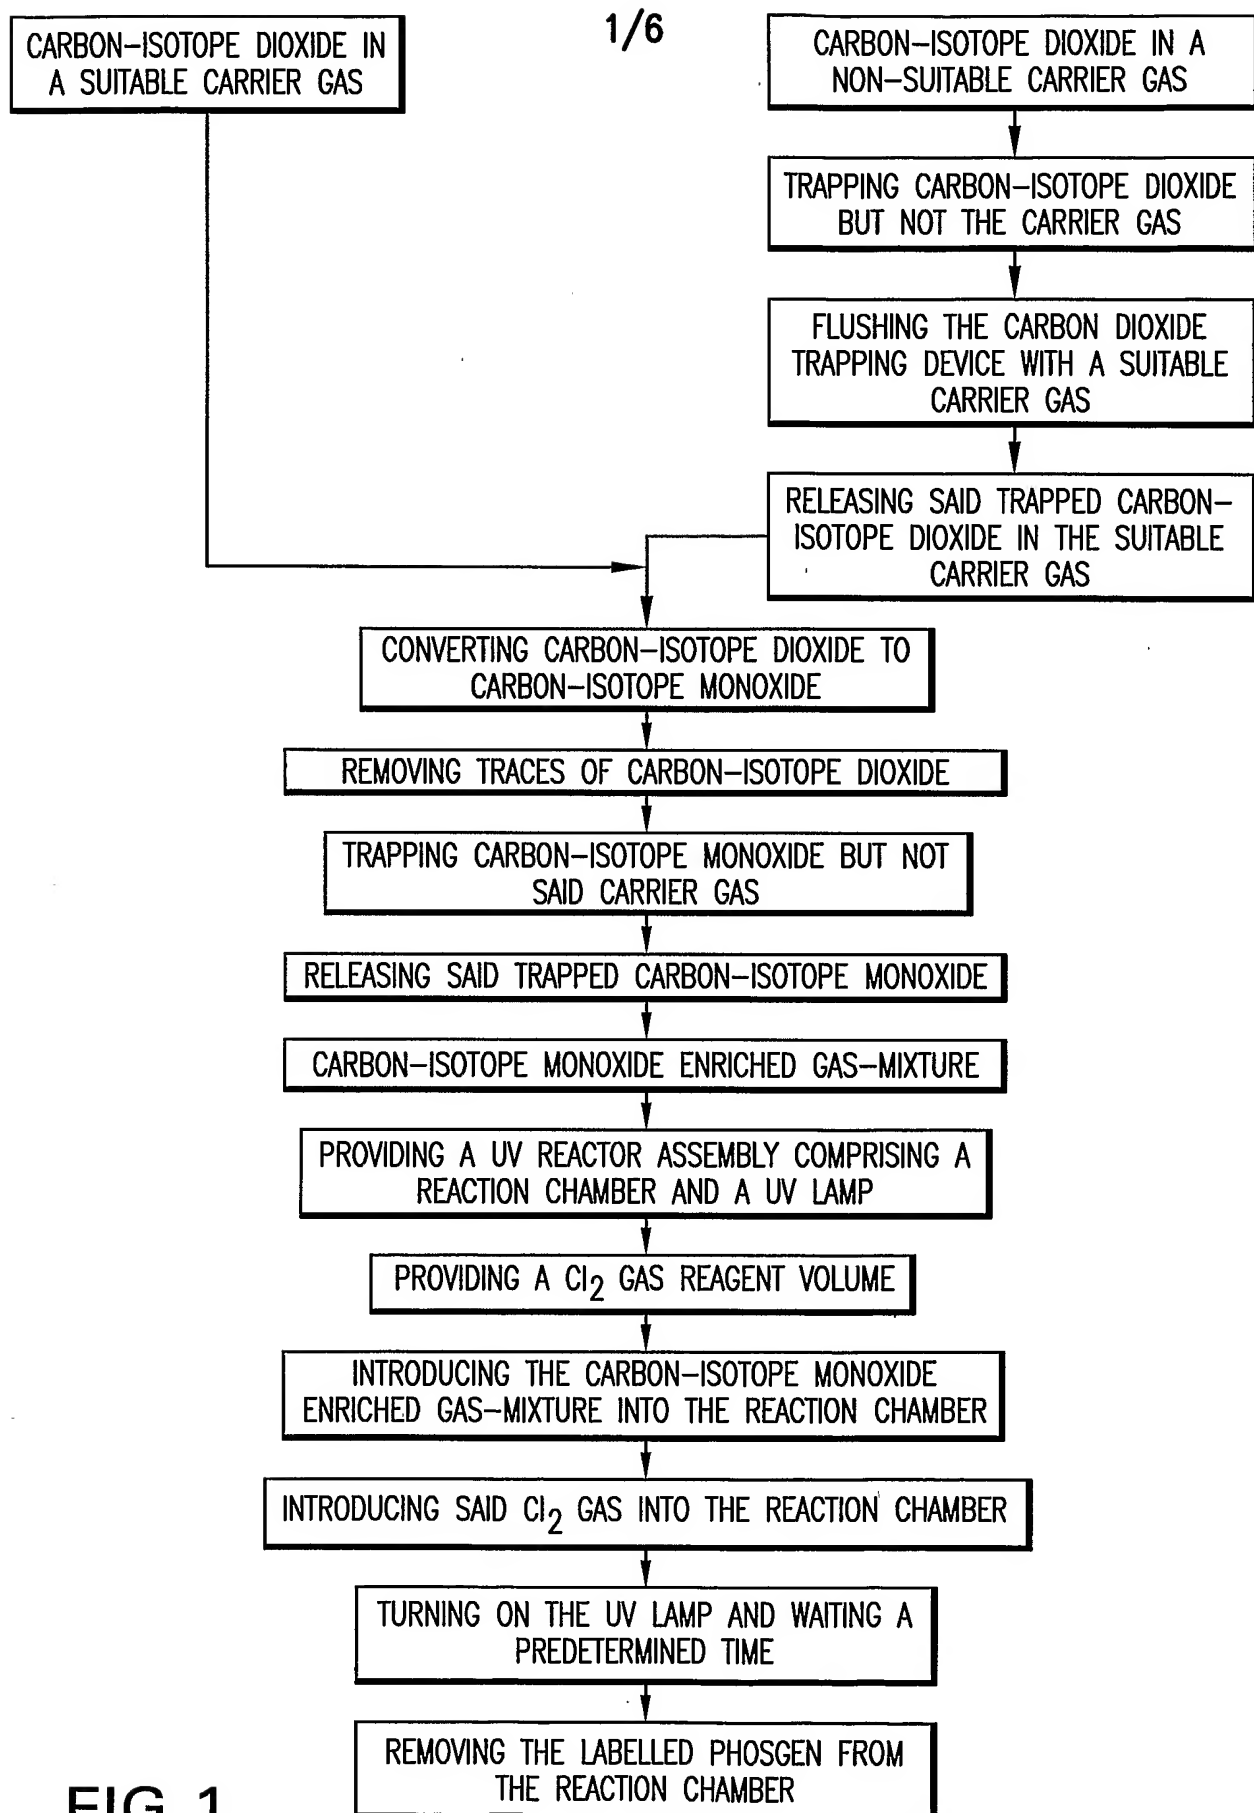 1/6
CARBON-ISOTOPE DIOXIDE IN
A SUITABLE CARRIER GAS
CARBON-ISOTOPE DIOXIDE IN A
NON-SUITABLE CARRIER GAS
TRAPPING CARBON-ISOTOPE DIOXIDE
BUT NOT THE CARRIER GAS
FLUSHING THE CARBON DIOXIDE
TRAPPING DEVICE WITH A SUITABLE
CARRIER GAS
RELEASING SAID TRAPPED CARBON-
ISOTOPE DIOXIDE IN THE SUITABLE
CARRIER GAS
CONVERTING CARBON-ISOTOPE DIOXIDE TO
CARBON-ISOTOPE MONOXIDE
REMOVING TRACES OF CARBON-ISOTOPE DIOXIDE
TRAPPING CARBON-ISOTOPE MONOXIDE BUT NOT
SAID CARRIER GAS
RELEASING SAID TRAPPED CARBON-ISOTOPE MONOXIDE
CARBON-ISOTOPE MONOXIDE ENRICHED GAS-MIXTURE
PROVIDING A UV REACTOR ASSEMBLY COMPRISING A
REACTION CHAMBER AND A UV LAMP
PROVIDING A Cl2 GAS REAGENT VOLUME
INTRODUCING THE CARBON-ISOTOPE MONOXIDE
ENRICHED GAS-MIXTURE INTO THE REACTION CHAMBER
INTRODUCING SAID Cl2 GAS INTO THE REACTION CHAMBER
TURNING ON THE UV LAMP AND WAITING A
PREDETERMINED TIME
REMOVING THE LABELLED PHOSGEN FROM
THE REACTION CHAMBER
FIG. 1